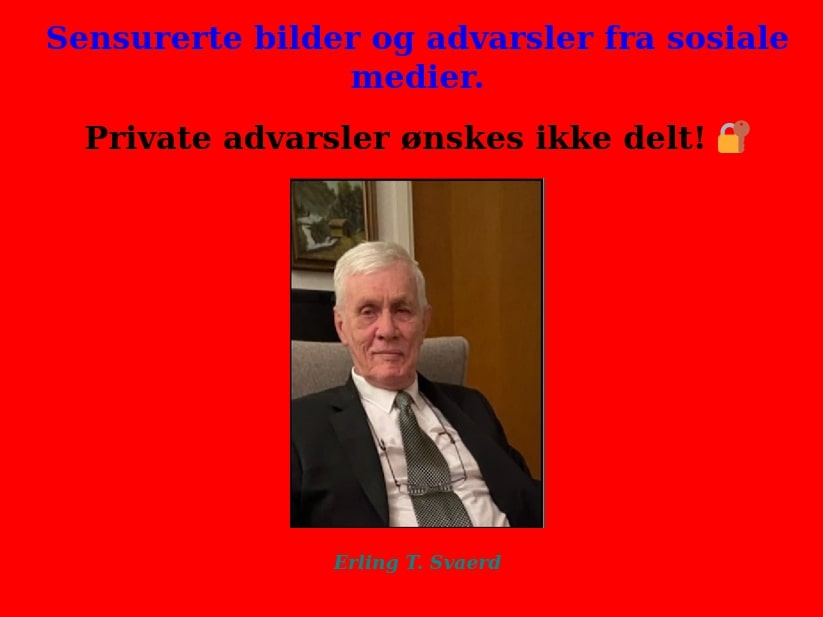 Sensurerte bilder og advarsler fra sosiale
medier.
Private advarsler ønskes ikke delt! 🔐
Erling T. Svaerd